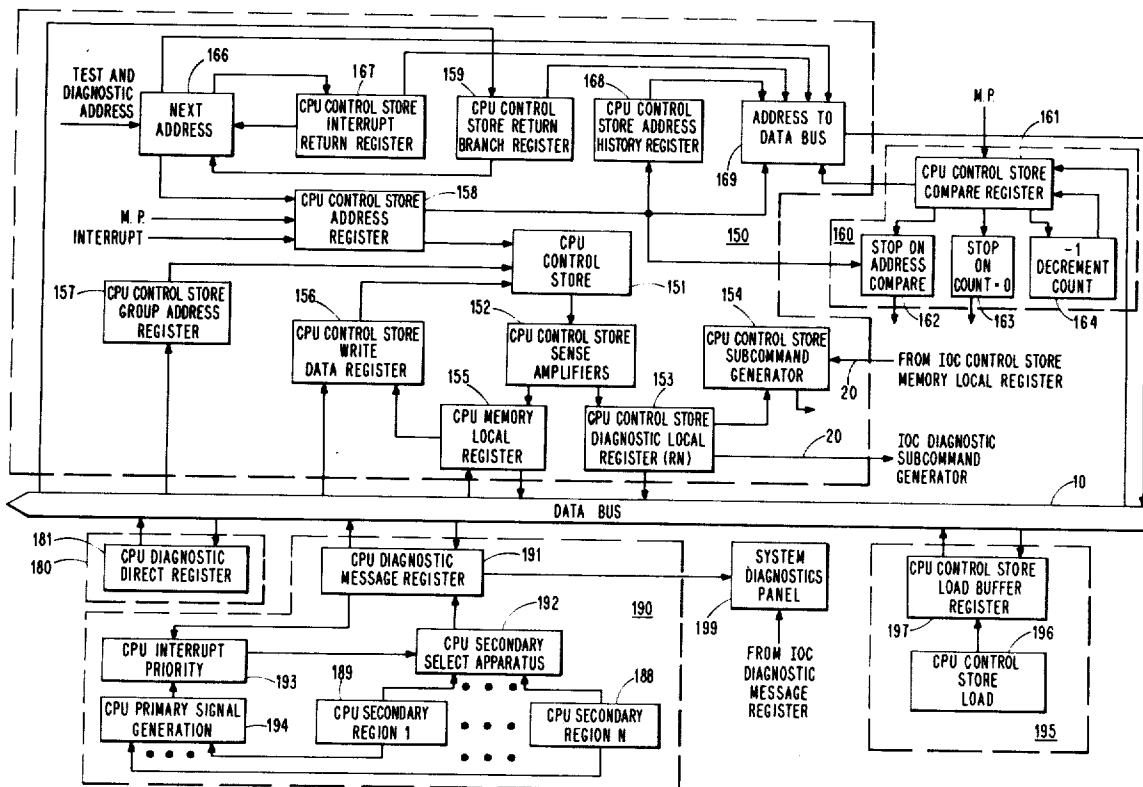 166
TEST AND
DIAGNOSTIC
ADDRESS
NEXT
ADDRESS
167
CPU CONTROL
STORE
INTERRUPT
RETURN REGISTER
159
CPU CONTROL
STORE RETURN
BRANCH REGISTER
168
CPU CONTROL
STORE ADDRESS
HISTORY REGISTER
ADDRESS TO
DATA BUS
169
M.P.
161
CPU CONTROL STORE
COMPARE REGISTER
158
CPU CONTROL STORE
ADDRESS
REGISTER
M.P.
INTERRUPT
150
160
STOP ON
ADDRESS
COMPARE
162
STOP
ON
COUNT = 0
163
-1
DECREMENT
COUNT
164
CPU
CONTROL
STORE
151
157
CPU CONTROL STORE
GROUP ADDRESS
REGISTER
156
CPU CONTROL
STORE
WRITE
DATA REGISTER
152
CPU CONTROL STORE
SENSE
AMPLIFIERS
154
CPU CONTROL STORE
SUBCOMMAND
GENERATOR
20
FROM IOC CONTROL STORE
MEMORY LOCAL REGISTER
155
CPU MEMORY
LOCAL
REGISTER
153
CPU CONTROL STORE
DIAGNOSTIC LOCAL
REGISTER (RN)
20
IOC DIAGNOSTIC
SUBCOMMAND
GENERATOR
10
DATA BUS
181
180
CPU DIAGNOSTIC
DIRECT REGISTER
CPU DIAGNOSTIC
MESSAGE REGISTER
191
190
SYSTEM
DIAGNOSTICS
PANEL
199
FROM IOC
DIAGNOSTIC
MESSAGE
REGISTER
CPU CONTROL STORE
LOAD BUFFER
REGISTER
197
196
CPU CONTROL
STORE
LOAD
195
192
CPU SECONDARY
SELECT APPARATUS
CPU INTERRUPT
PRIORITY
193
CPU PRIMARY SIGNAL
GENERATION
194
189
CPU SECONDARY
REGION 1
188
CPU SECONDARY
REGION N